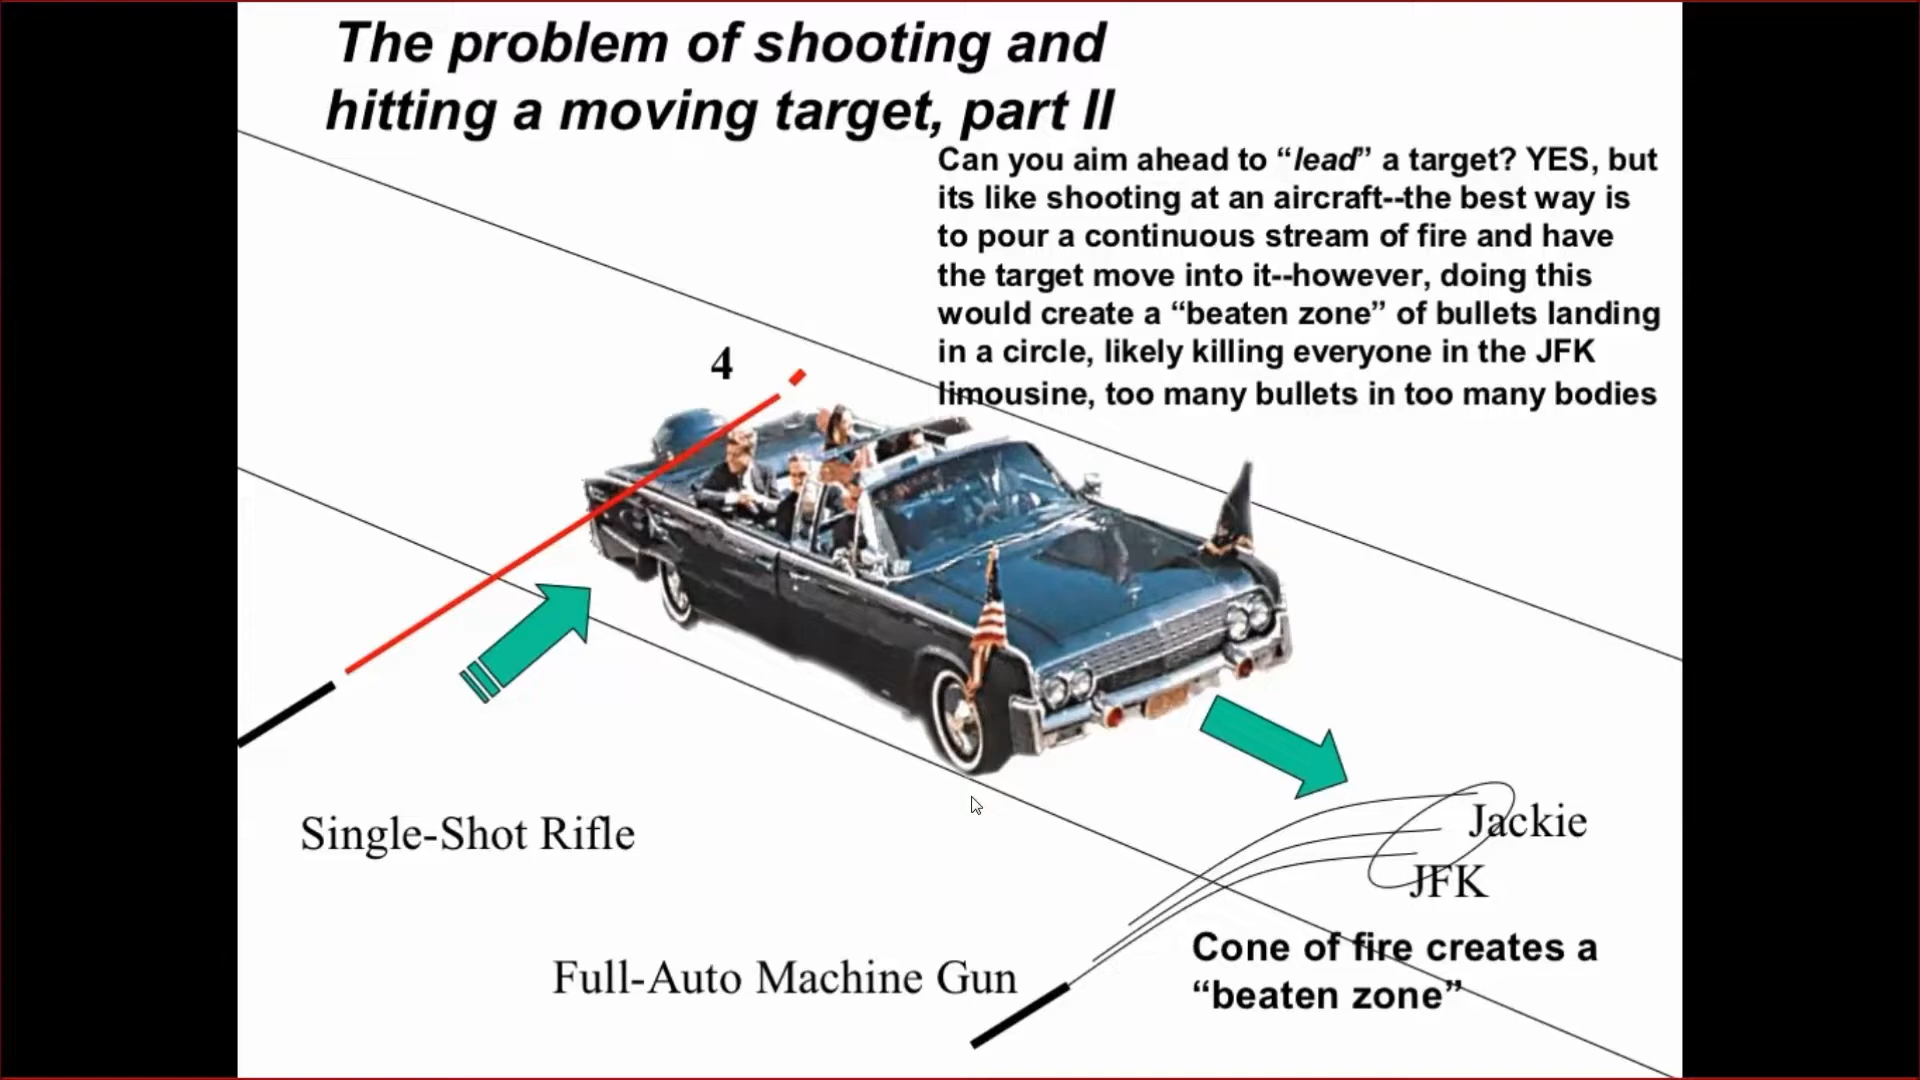 The problem of shooting and
hitting a moving target, part II
Can you aim ahead to “lead” a target? YES, but
its like shooting at an aircraft--the best way is
to pour a continuous stream of fire and have
the target move into it--however, doing this
would create a “beaten zone” of bullets landing
in a circle, likely killing everyone in the JFK
limousine, too many bullets in too many bodies
4
Single-Shot Rifle
Jackie
JFK
Full-Auto Machine Gun
Cone of fire creates a
“beaten zone”